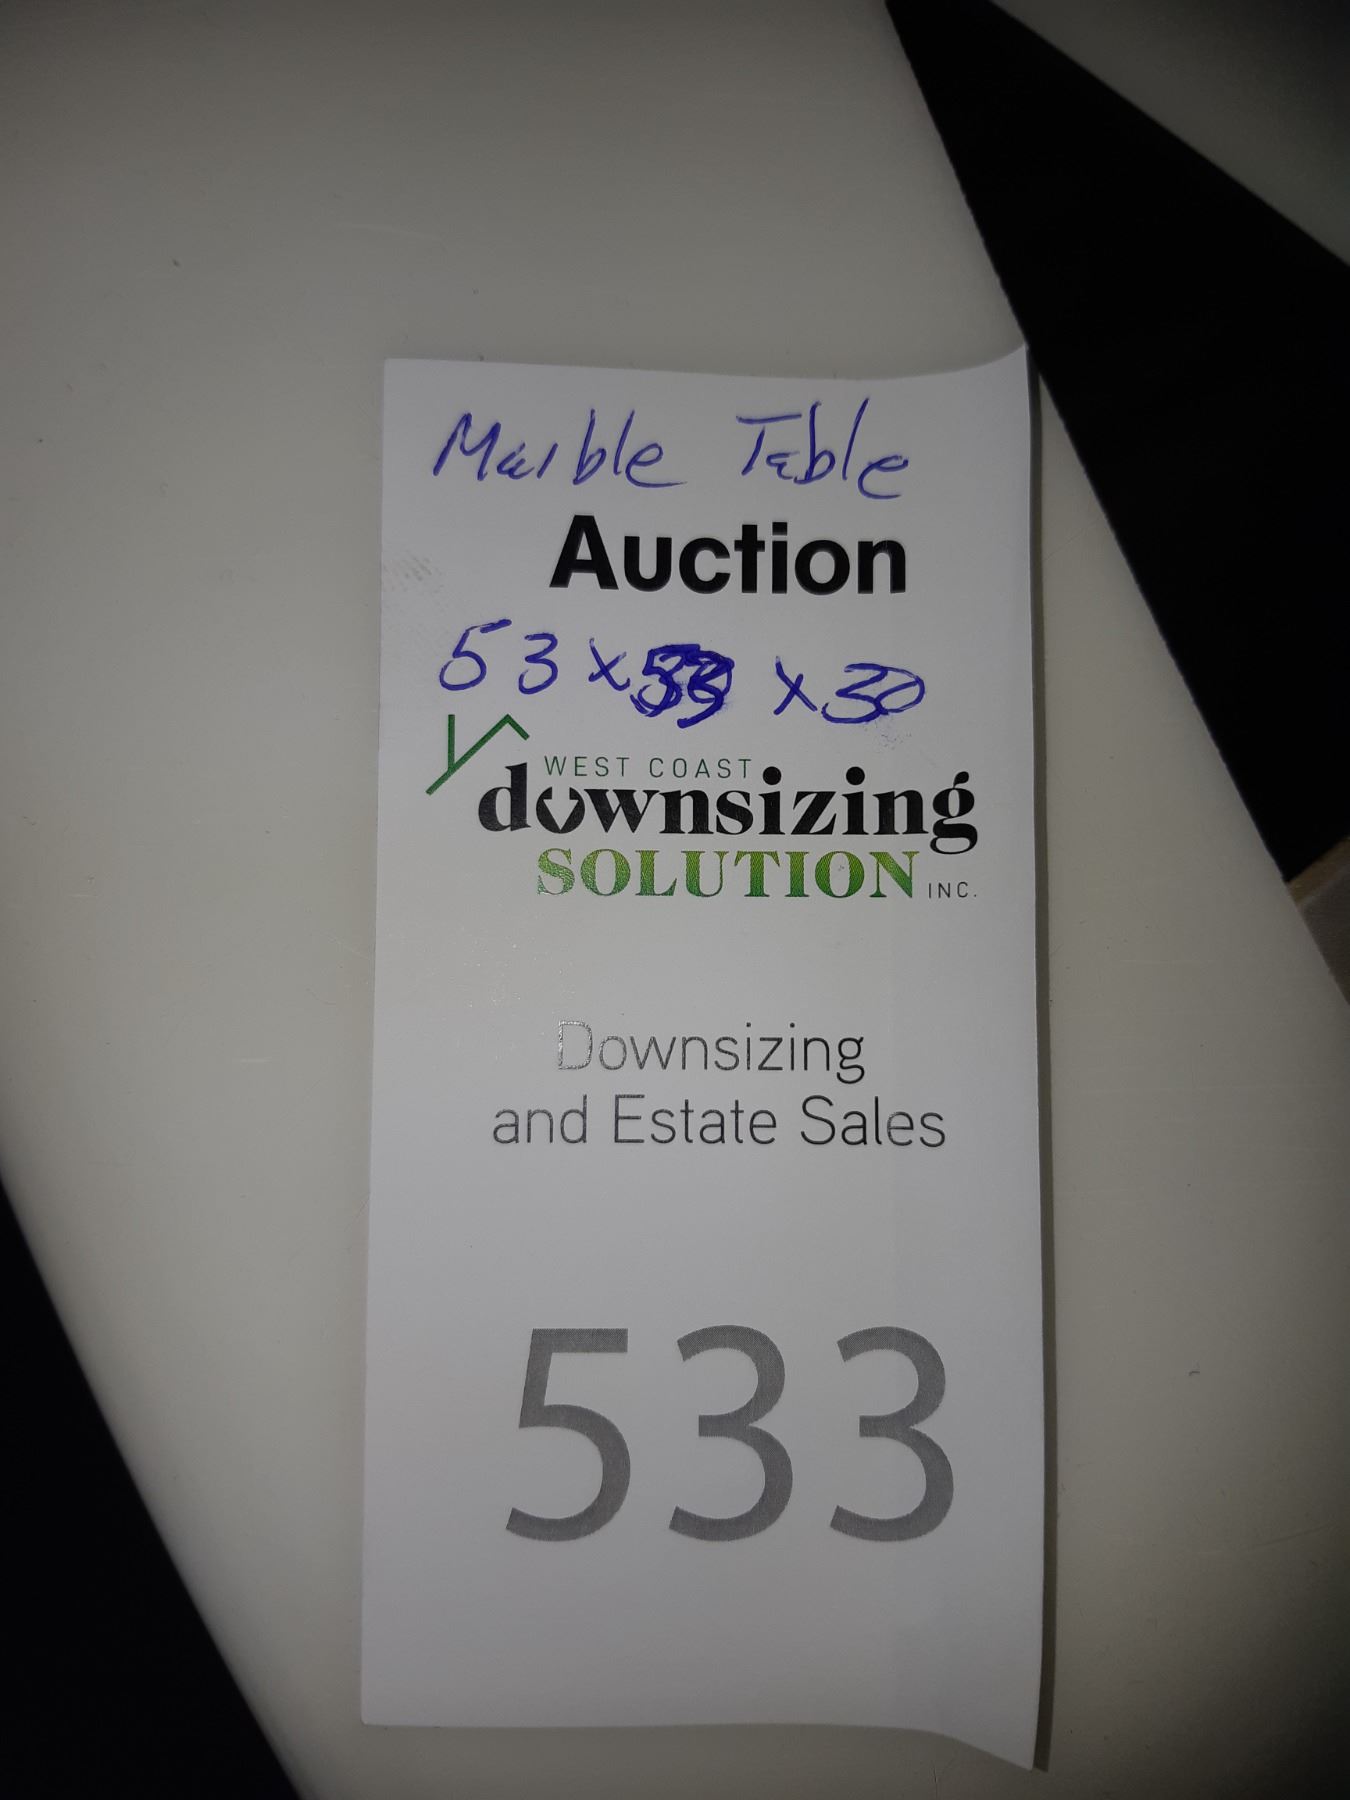 Marble Table
Auction
53 x 53 x 30
WEST COAST
downsizing
SOLUTION INC.
Downsizing
and Estate Sales
533